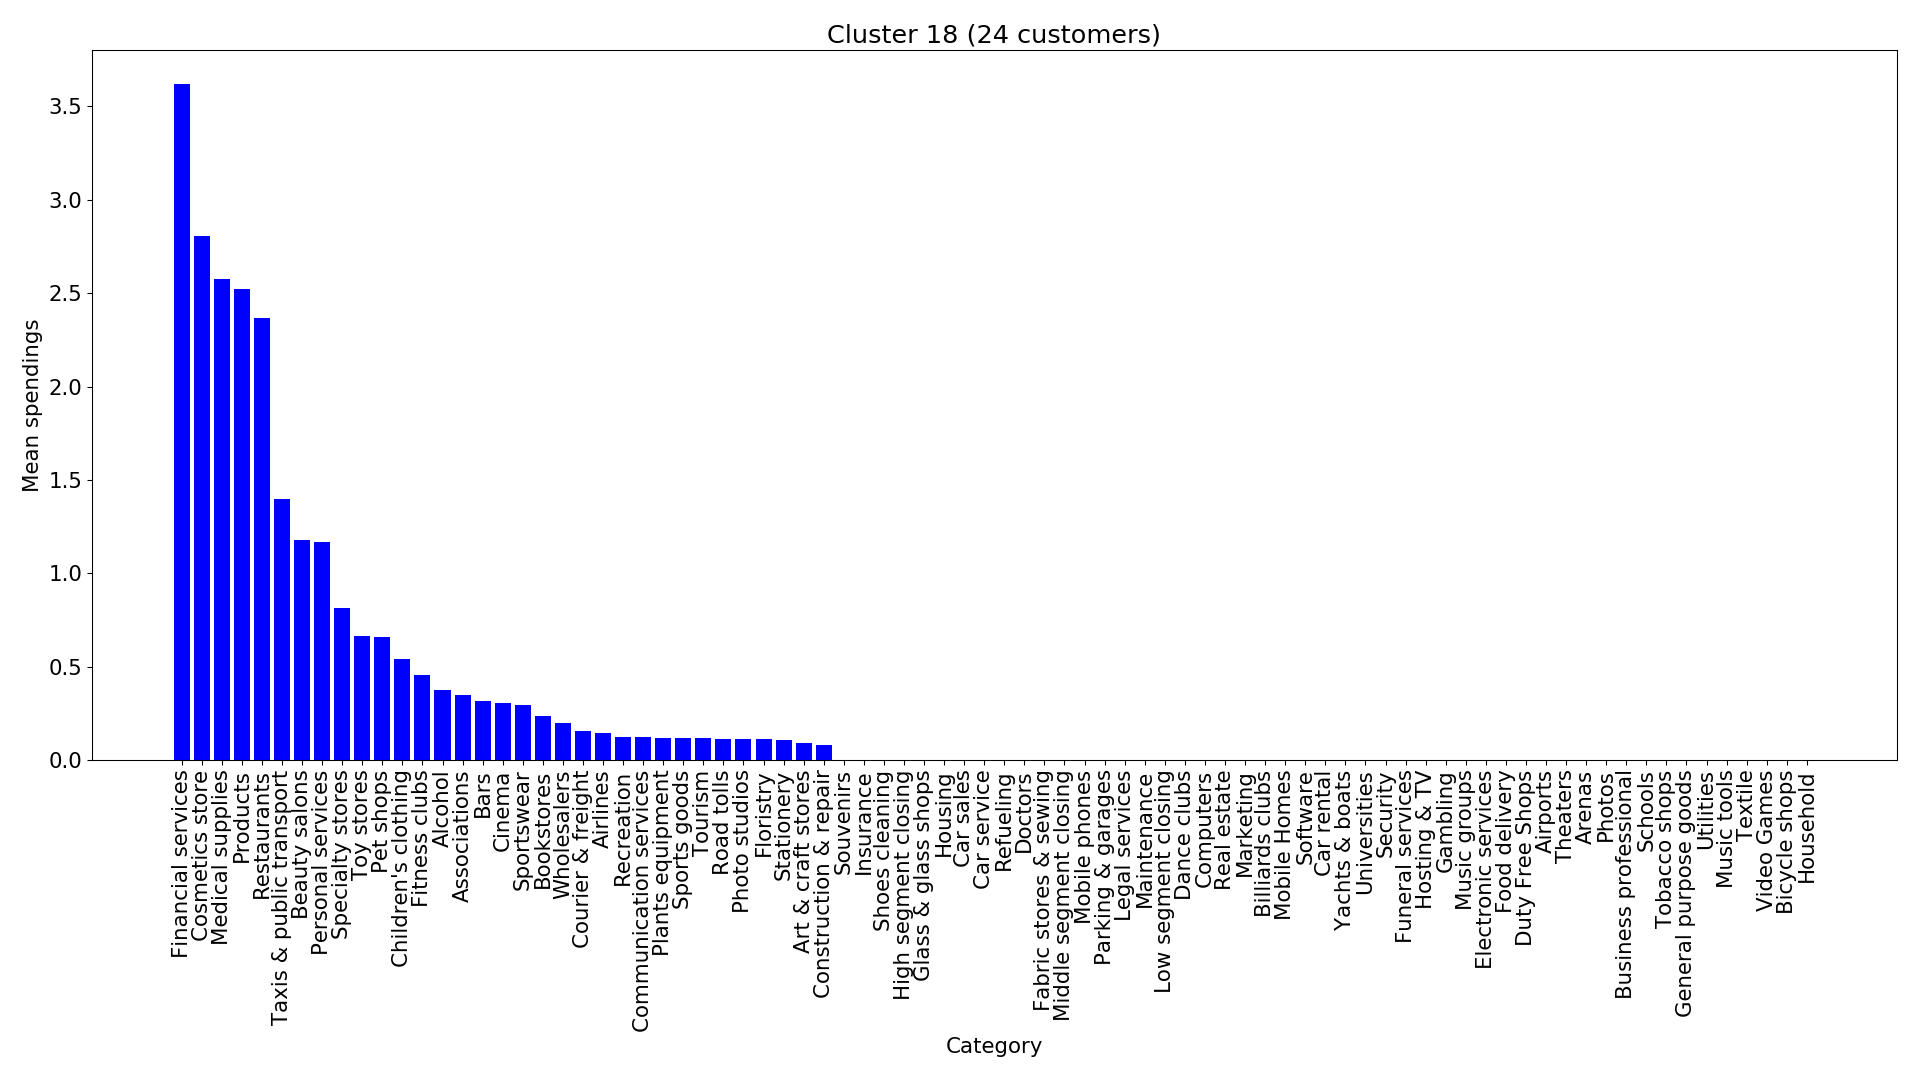 Cluster 18 (24 customers)
Mean spendings
3.5
3.0
2.5
2.0
1.5
1.0
0.5
0.0
Financial services
Cosmetics store
Medical supplies
Products
Restaurants
Taxis & public transport
Beauty salons
Personal services
Specialty stores
Toy stores
Pet shops
Children's clothing
Fitness clubs
Alcohol
Associations
Bars
Cinema
Sportswear
Bookstores
Wholesalers
Courier & freight
Airlines
Recreation
Communication services
Plants equipment
Sports goods
Tourism
Road tolls
Photo studios
Floristry
Stationery
Art & craft stores
Construction & repair
Souvenirs
Insurance
Shoes cleaning
High segment closing
Glass & glass shops
Housing
Car sales
Car service
Refueling
Doctors
Fabric stores & sewing
Middle segment closing
Mobile phones
Parking & garages
Legal services
Maintenance
Low segment closing
Dance clubs
Computers
Real estate
Marketing
Billiards clubs
Mobile Homes
Software
Car rental
Yachts & boats
Universities
Security
Funeral services
Hosting & TV
Gambling
Music groups
Electronic services
Food delivery
Duty Free Shops
Airports
Theaters
Arenas
Photos
Business professional
Schools
Tobacco shops
General purpose goods
Utilities
Music tools
Textile
Video Games
Bicycle shops
Household
Category